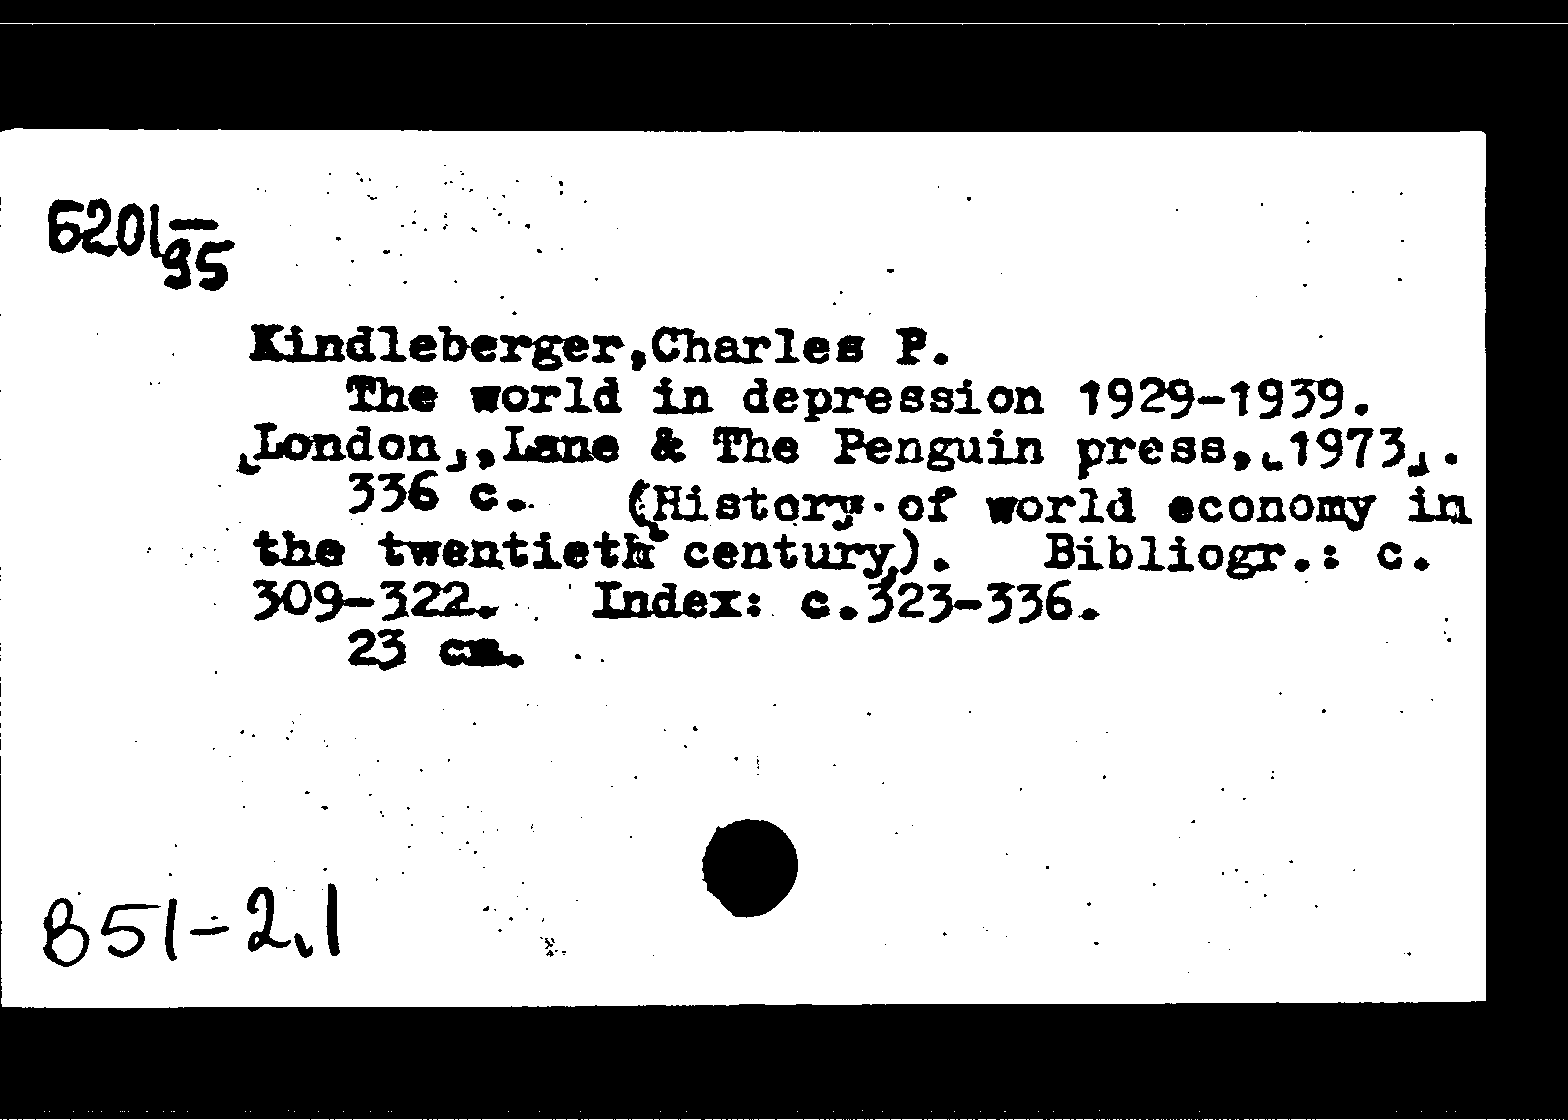 6201 —
95
Kindleberger,Charles P.
The world in depression 1929-1939.
[London],Lane & The Penguin press,[1973].
336 c. (History of world economy in
the twentieth century). Bibliogr.: c.
309-322. Index: c.323-336.
23 cm.
B51-2.1